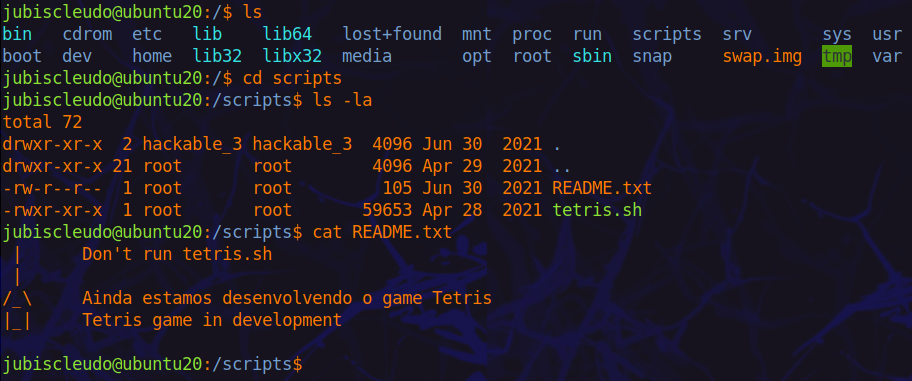 jubiscleudo@ubuntu20:/$ ls
bin   cdrom  etc   lib    lib64   lost+found  mnt  proc  run   scripts  srv       sys  usr
boot  dev    home  lib32  libx32  media       opt  root  sbin  snap     swap.img  tmp  var
jubiscleudo@ubuntu20:/$ cd scripts
jubiscleudo@ubuntu20:/scripts$ ls -la
total 72
drwxr-xr-x  2 hackable_3 hackable_3  4096 Jun 30  2021 .
drwxr-xr-x 21 root       root        4096 Apr 29  2021 ..
-rw-r--r--  1 root       root         105 Jun 30  2021 README.txt
-rwxr-xr-x  1 root       root       59653 Apr 28  2021 tetris.sh
jubiscleudo@ubuntu20:/scripts$ cat README.txt
 |      Don't run tetris.sh
 |
/_\     Ainda estamos desenvolvendo o game Tetris
|_|     Tetris game in development
jubiscleudo@ubuntu20:/scripts$